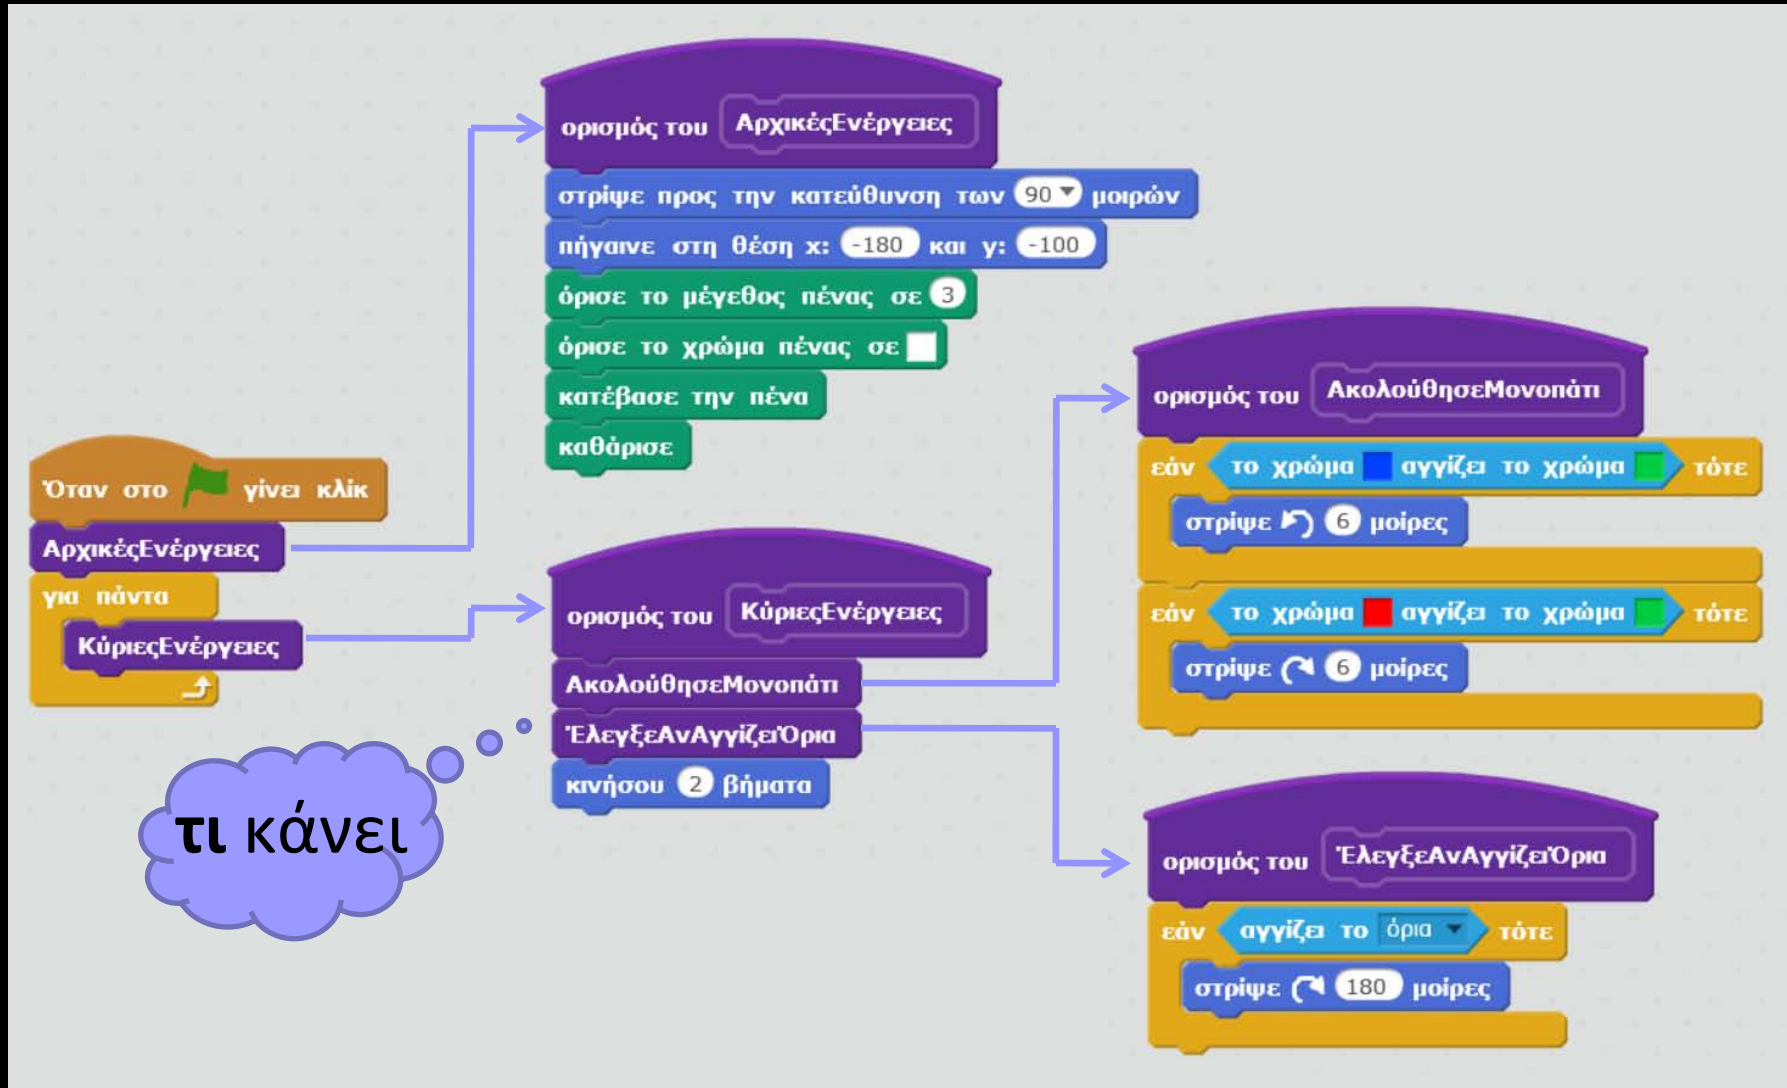 Όταν στο γίνει κλίκ
ΑρχικέςΕνέργειες
για πάντα
ΚύριεςΕνέργειες
τι κάνει
ορισμός του ΑρχικέςΕνέργειες
στρίψε προς την κατεύθυνση των 90 μοιρών
πήγαινε στη θέση x: -180 και y: -100
όρισε το μέγεθος πένας σε 3
όρισε το χρώμα πένας σε
κατέβασε την πένα
καθάρισε
ορισμός του ΚύριεςΕνέργειες
ΑκολούθησεΜονοπάτι
ΈλεγξεΑνΑγγίζειΌρια
κινήσου 2 βήματα
ορισμός του ΑκολούθησεΜονοπάτι
εάν το χρώμα αγγίζει το χρώμα τότε
στρίψε 6 μοίρες
εάν το χρώμα αγγίζει το χρώμα τότε
στρίψε 6 μοίρες
ορισμός του ΈλεγξεΑνΑγγίζειΌρια
εάν αγγίζει το όρια τότε
στρίψε 180 μοίρες